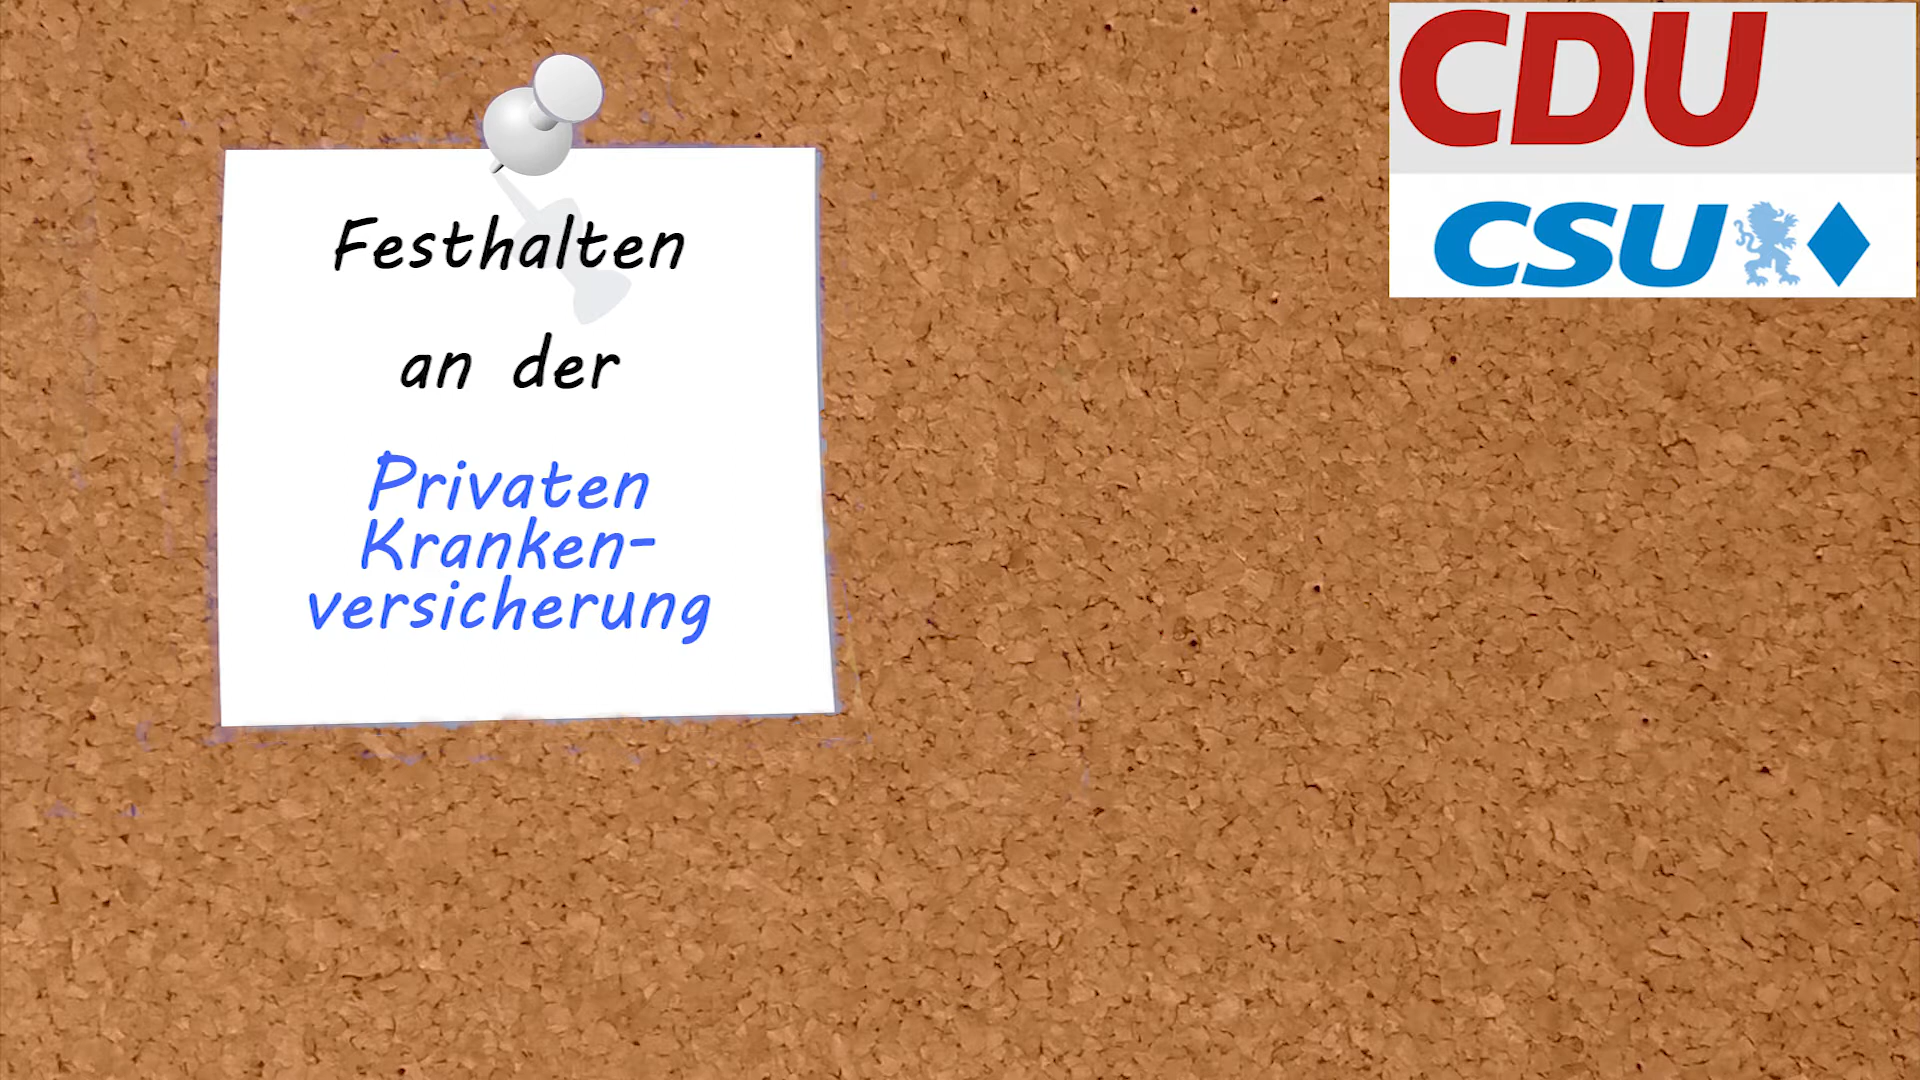 CDU
CSU
Festhalten
an der
Privaten
Kranken-
versicherung